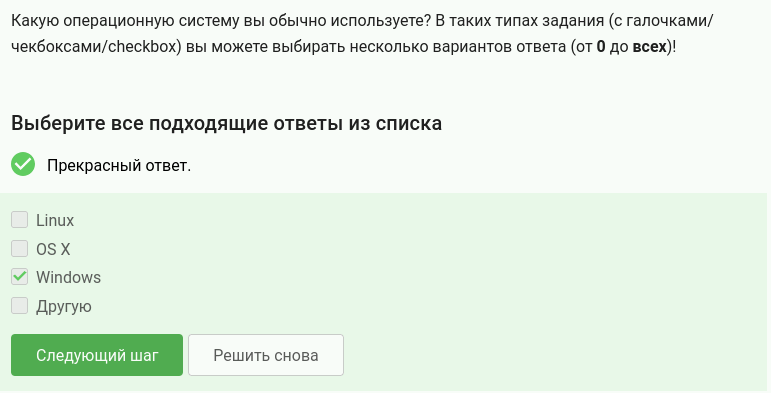 Какую операционную систему вы обычно используете? В таких типах задания (с галочками/
чекбоксами/checkbox) вы можете выбирать несколько вариантов ответа (от 0 до всех)!
Выберите все подходящие ответы из списка
Прекрасный ответ.
Linux
OS X
Windows
Другую
Следующий шаг
Решить снова